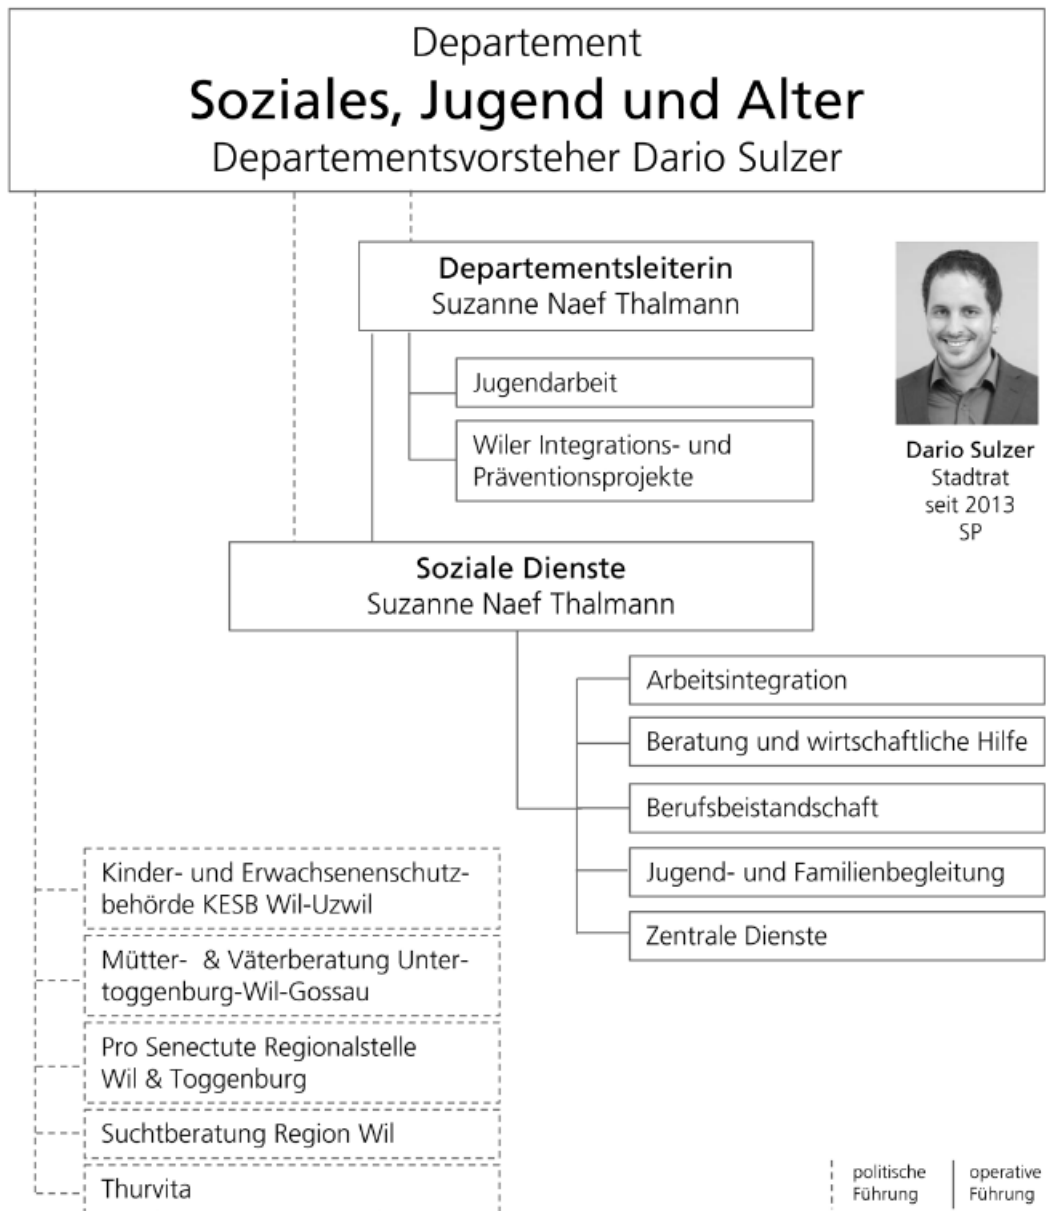 Departement
Soziales, Jugend und Alter
Departementsvorsteher Dario Sulzer
Departementsleiterin
Suzanne Naef Thalmann
Jugendarbeit
Wiler Integrations- und
Präventionsprojekte
Dario Sulzer
Stadtrat
seit 2013
SP
Soziale Dienste
Suzanne Naef Thalmann
Arbeitsintegration
Beratung und wirtschaftliche Hilfe
Berufsbeistandschaft
Jugend- und Familienbegleitung
Zentrale Dienste
Kinder- und Erwachsenenschutz-
behörde KESB Wil-Uzwil
Mütter- & Väterberatung Unter-
toggenburg-Wil-Gossau
Pro Senectute Regionalstelle
Wil & Toggenburg
Suchtberatung Region Wil
Thurvita
politische
Führung
operative
Führung